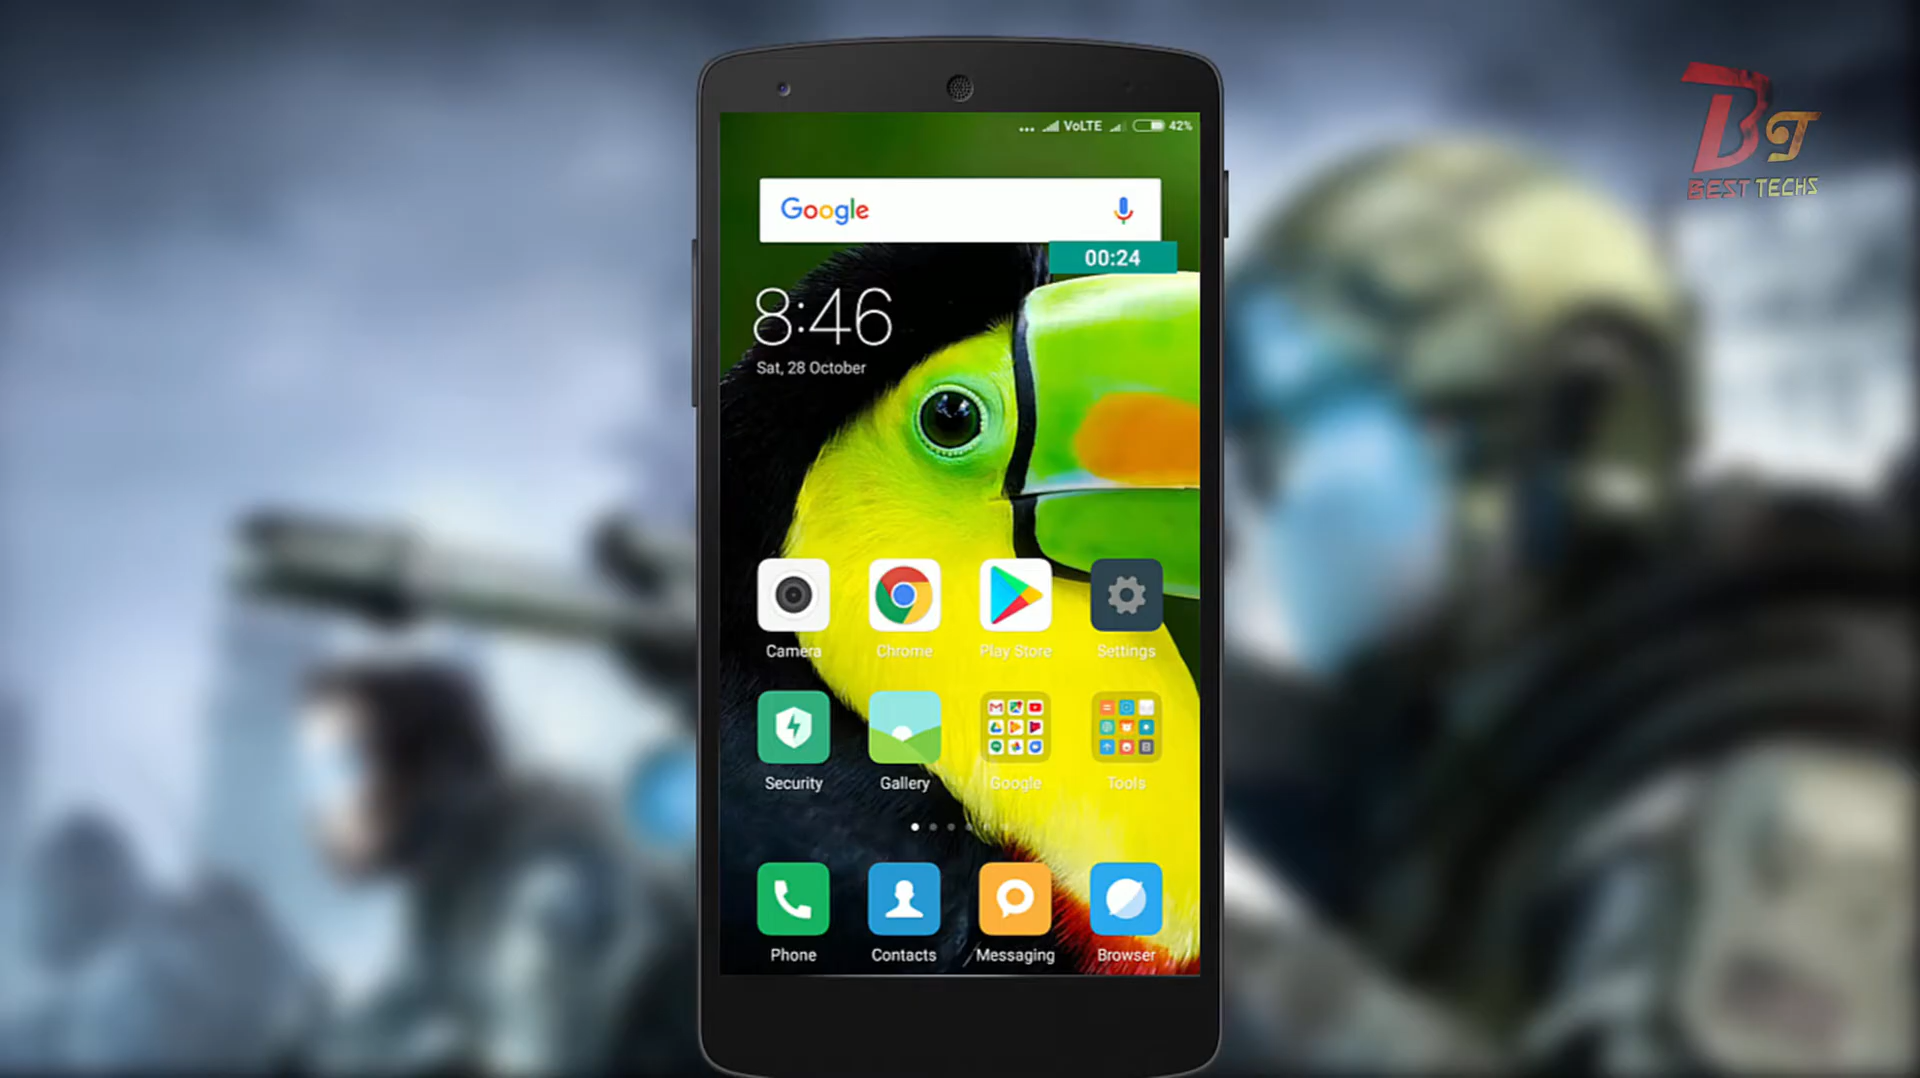 VoLTE 42%
BG
BEST TECHS
Google
00:24
8:46
Sat, 28 October
Camera Chrome Play Store Settings
Security Gallery Google Tools
Phone Contacts Messaging Browser